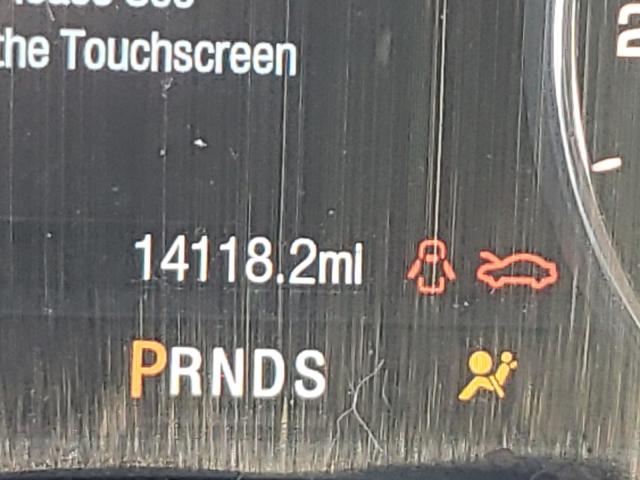 the Touchscreen
14118.2mi
PRNDS